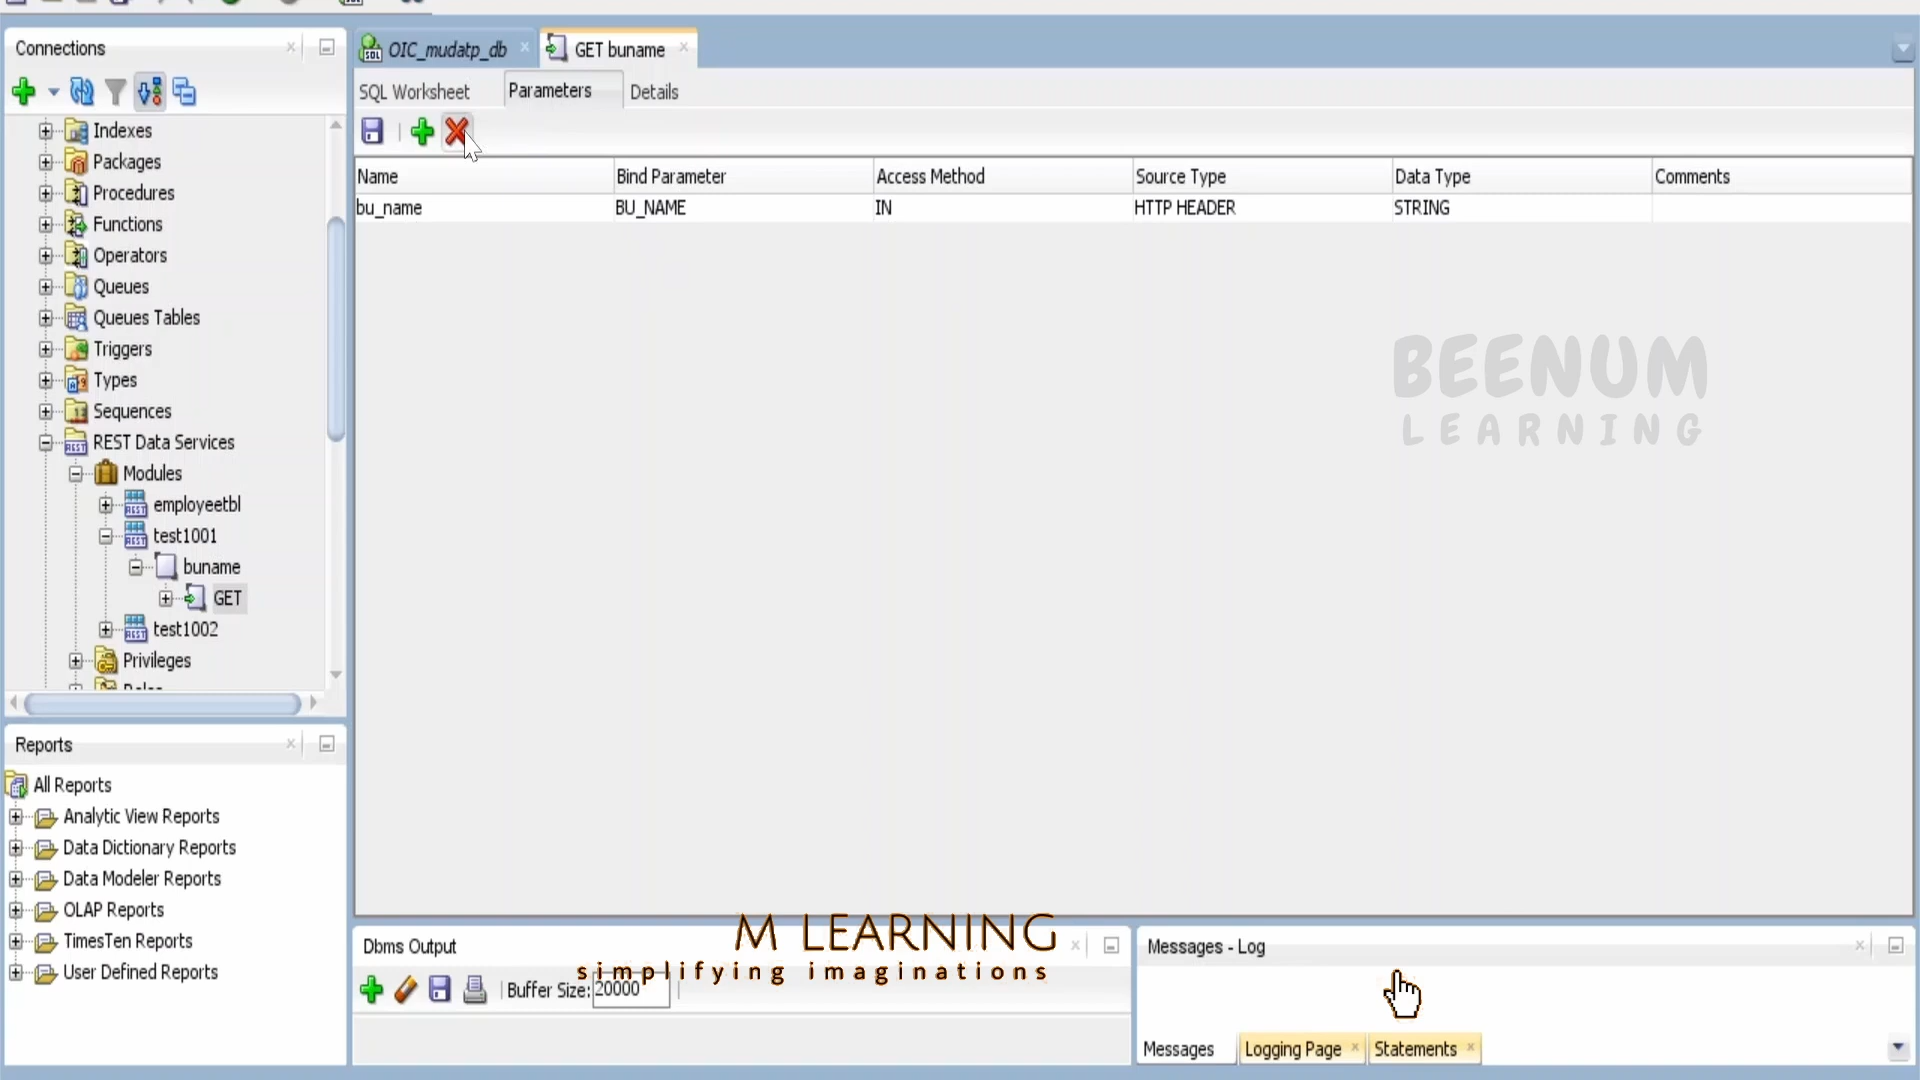 Connections
OIC_mudatp_db
GET buname
SQL Worksheet
Parameters
Details
Name
Bind Parameter
Access Method
Source Type
Data Type
Comments
bu_name
BU_NAME
IN
HTTP HEADER
STRING
Indexes
Packages
Procedures
Functions
Operators
Queues
Queues Tables
Triggers
Types
Sequences
REST Data Services
Modules
employeetbl
test1001
buname
GET
test1002
Privileges
BEENUM
LEARNING
Reports
All Reports
Analytic View Reports
Data Dictionary Reports
Data Modeler Reports
OLAP Reports
TimesTen Reports
User Defined Reports
Dbms Output
M LEARNING
simplifying imaginations
Buffer Size: 20000
Messages - Log
Messages
Logging Page
Statements